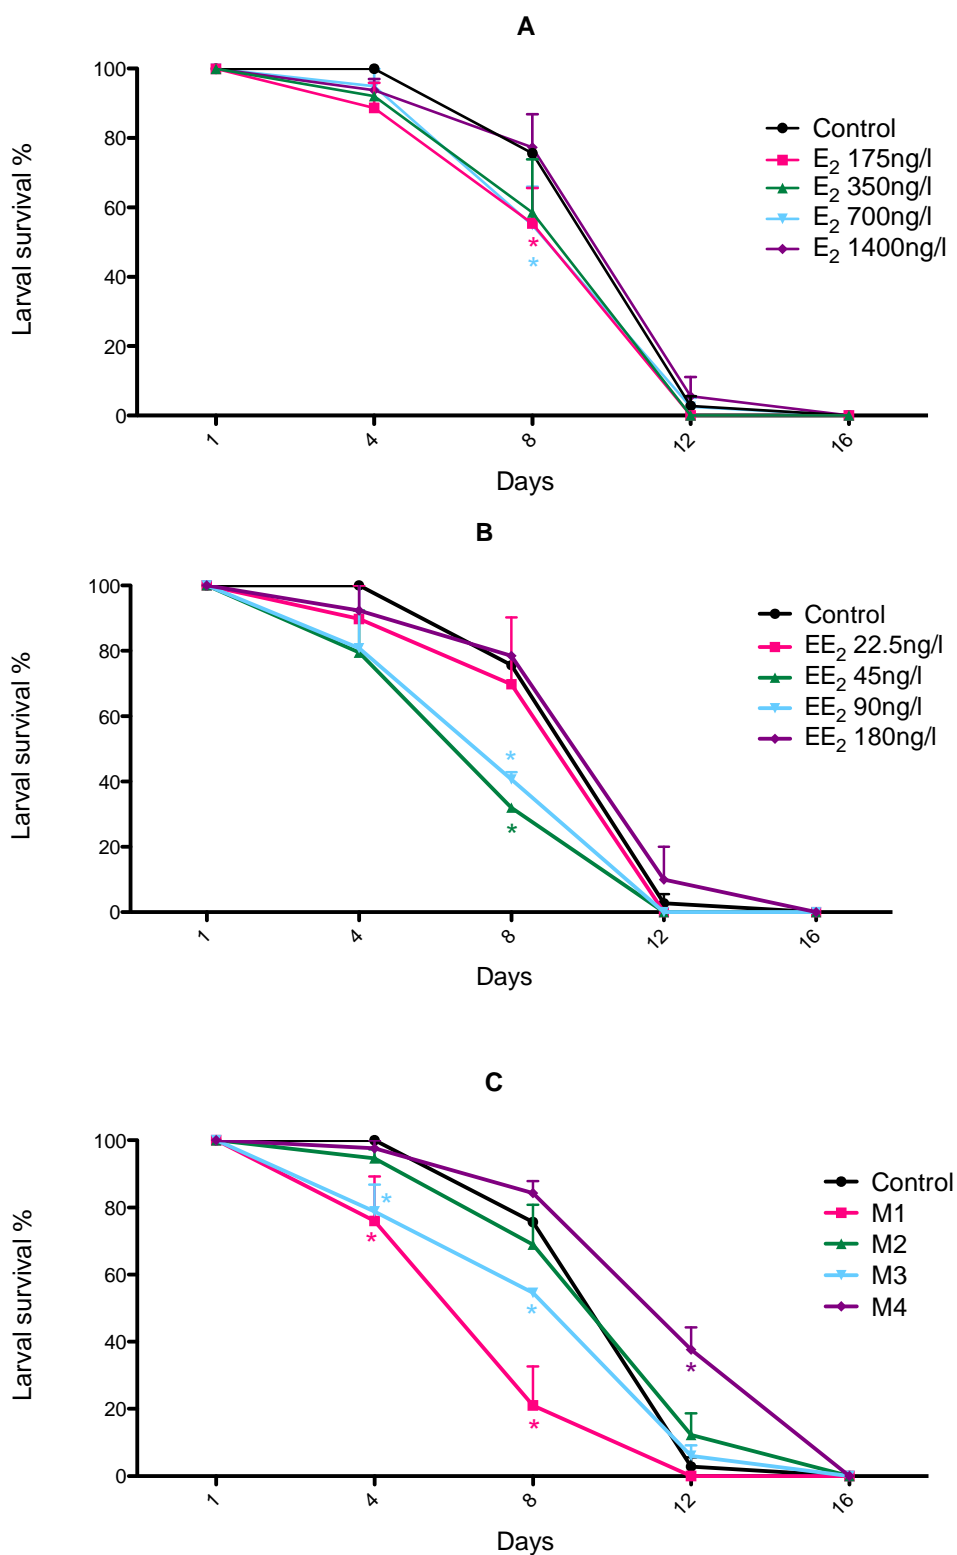 A
Larval survival %
100
80
60
40
20
0
*
*
1
4
8
12
16
Days
Control
E2 175ng/l
E2 350ng/l
E2 700ng/l
E2 1400ng/l
B
Larval survival %
100
80
60
40
20
0
*
*
1
4
8
12
16
Days
Control
EE2 22.5ng/l
EE2 45ng/l
EE2 90ng/l
EE2 180ng/l
C
Larval survival %
100
80
60
40
20
0
*
*
*
*
*
1
4
8
12
16
Days
Control
M1
M2
M3
M4